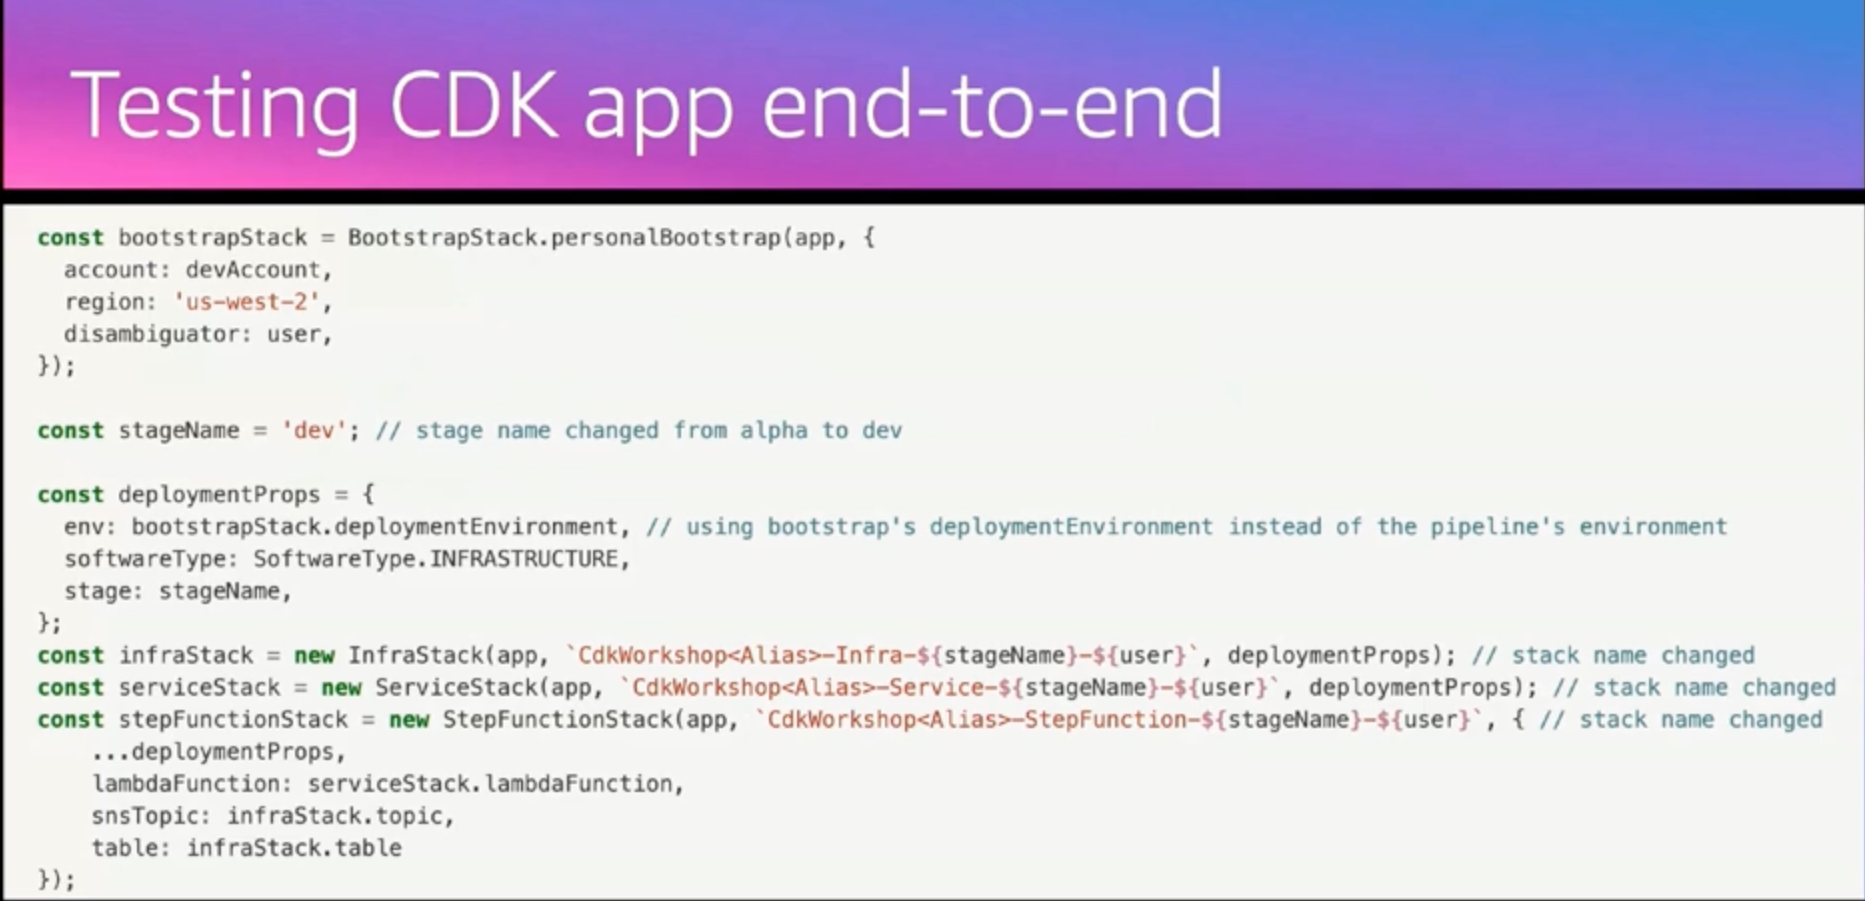 Testing CDK app end-to-end
const bootstrapStack = BootstrapStack.personalBootstrap(app, {
  account: devAccount,
  region: 'us-west-2',
  disambiguator: user,
});
const stageName = 'dev'; // stage name changed from alpha to dev
const deploymentProps = {
  env: bootstrapStack.deploymentEnvironment, // using bootstrap's deploymentEnvironment instead of the pipeline's environment
  softwareType: SoftwareType.INFRASTRUCTURE,
  stage: stageName,
};
const infraStack = new InfraStack(app, `CdkWorkshop<Alias>-Infra-${stageName}-${user}`, deploymentProps); // stack name changed
const serviceStack = new ServiceStack(app, `CdkWorkshop<Alias>-Service-${stageName}-${user}`, deploymentProps); // stack name changed
const stepFunctionStack = new StepFunctionStack(app, `CdkWorkshop<Alias>-StepFunction-${stageName}-${user}`, { // stack name changed
    ...deploymentProps,
    lambdaFunction: serviceStack.lambdaFunction,
    snsTopic: infraStack.topic,
    table: infraStack.table
});